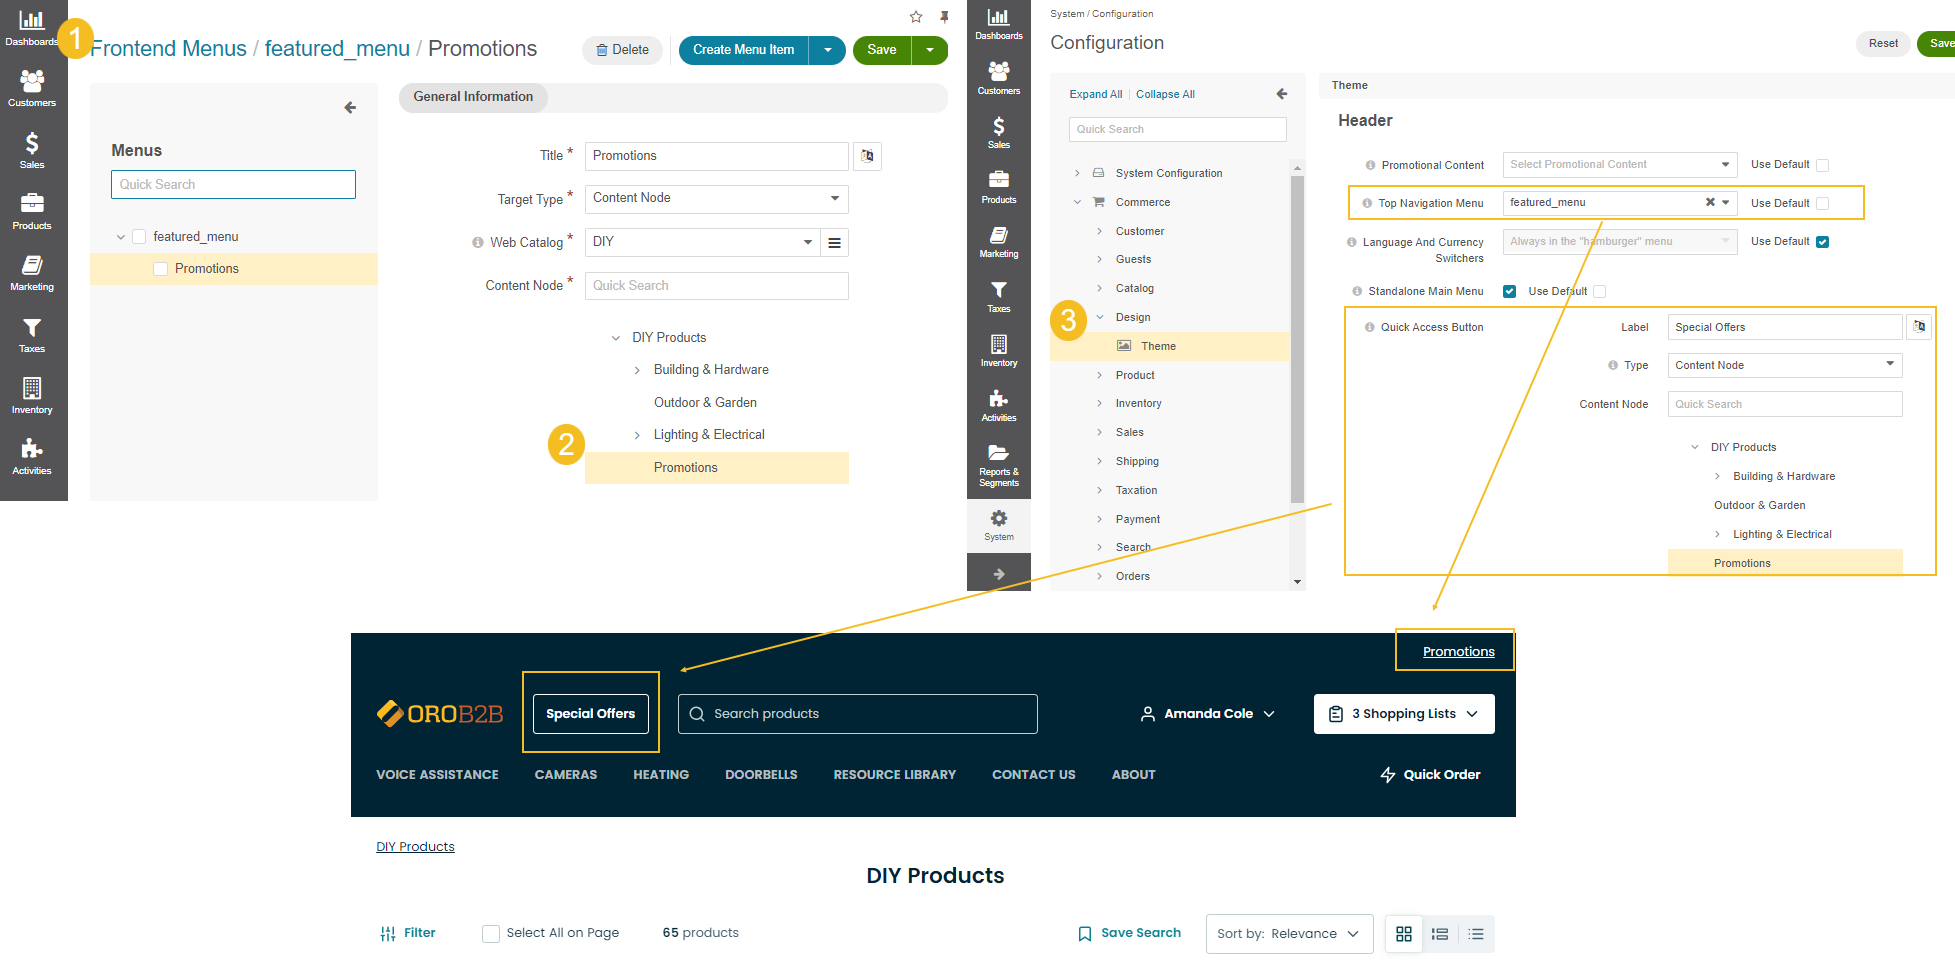 Dashboards
Customers
Sales
Products
Marketing
Taxes
Inventory
Activities
1
Frontend Menus / featured_menu / Promotions
Delete
Create Menu Item
Save
Menus
Quick Search
featured_menu
Promotions
General Information
Title *
Promotions
Target Type *
Content Node
Web Catalog *
DIY
Content Node *
Quick Search
DIY Products
Building & Hardware
Outdoor & Garden
Lighting & Electrical
2
Promotions
Dashboards
Customers
Sales
Products
Marketing
Taxes
Inventory
Activities
Reports &
Segments
System
System / Configuration
Configuration
Reset
Save
Expand All | Collapse All
Quick Search
System Configuration
Commerce
Customer
Guests
Catalog
3
Design
Theme
Product
Inventory
Sales
Shipping
Taxation
Payment
Search
Orders
Theme
Header
Promotional Content
Select Promotional Content
Use Default
Top Navigation Menu
featured_menu
Use Default
Language And Currency
Switchers
Always in the "hamburger" menu
Use Default
Standalone Main Menu
Use Default
Quick Access Button
Label
Special Offers
Type
Content Node
Content Node
Quick Search
DIY Products
Building & Hardware
Outdoor & Garden
Lighting & Electrical
Promotions
Promotions
OROB2B
Special Offers
Search products
Amanda Cole
3 Shopping Lists
VOICE ASSISTANCE
CAMERAS
HEATING
DOORBELLS
RESOURCE LIBRARY
CONTACT US
ABOUT
Quick Order
DIY Products
DIY Products
Filter
Select All on Page
65 products
Save Search
Sort by: Relevance